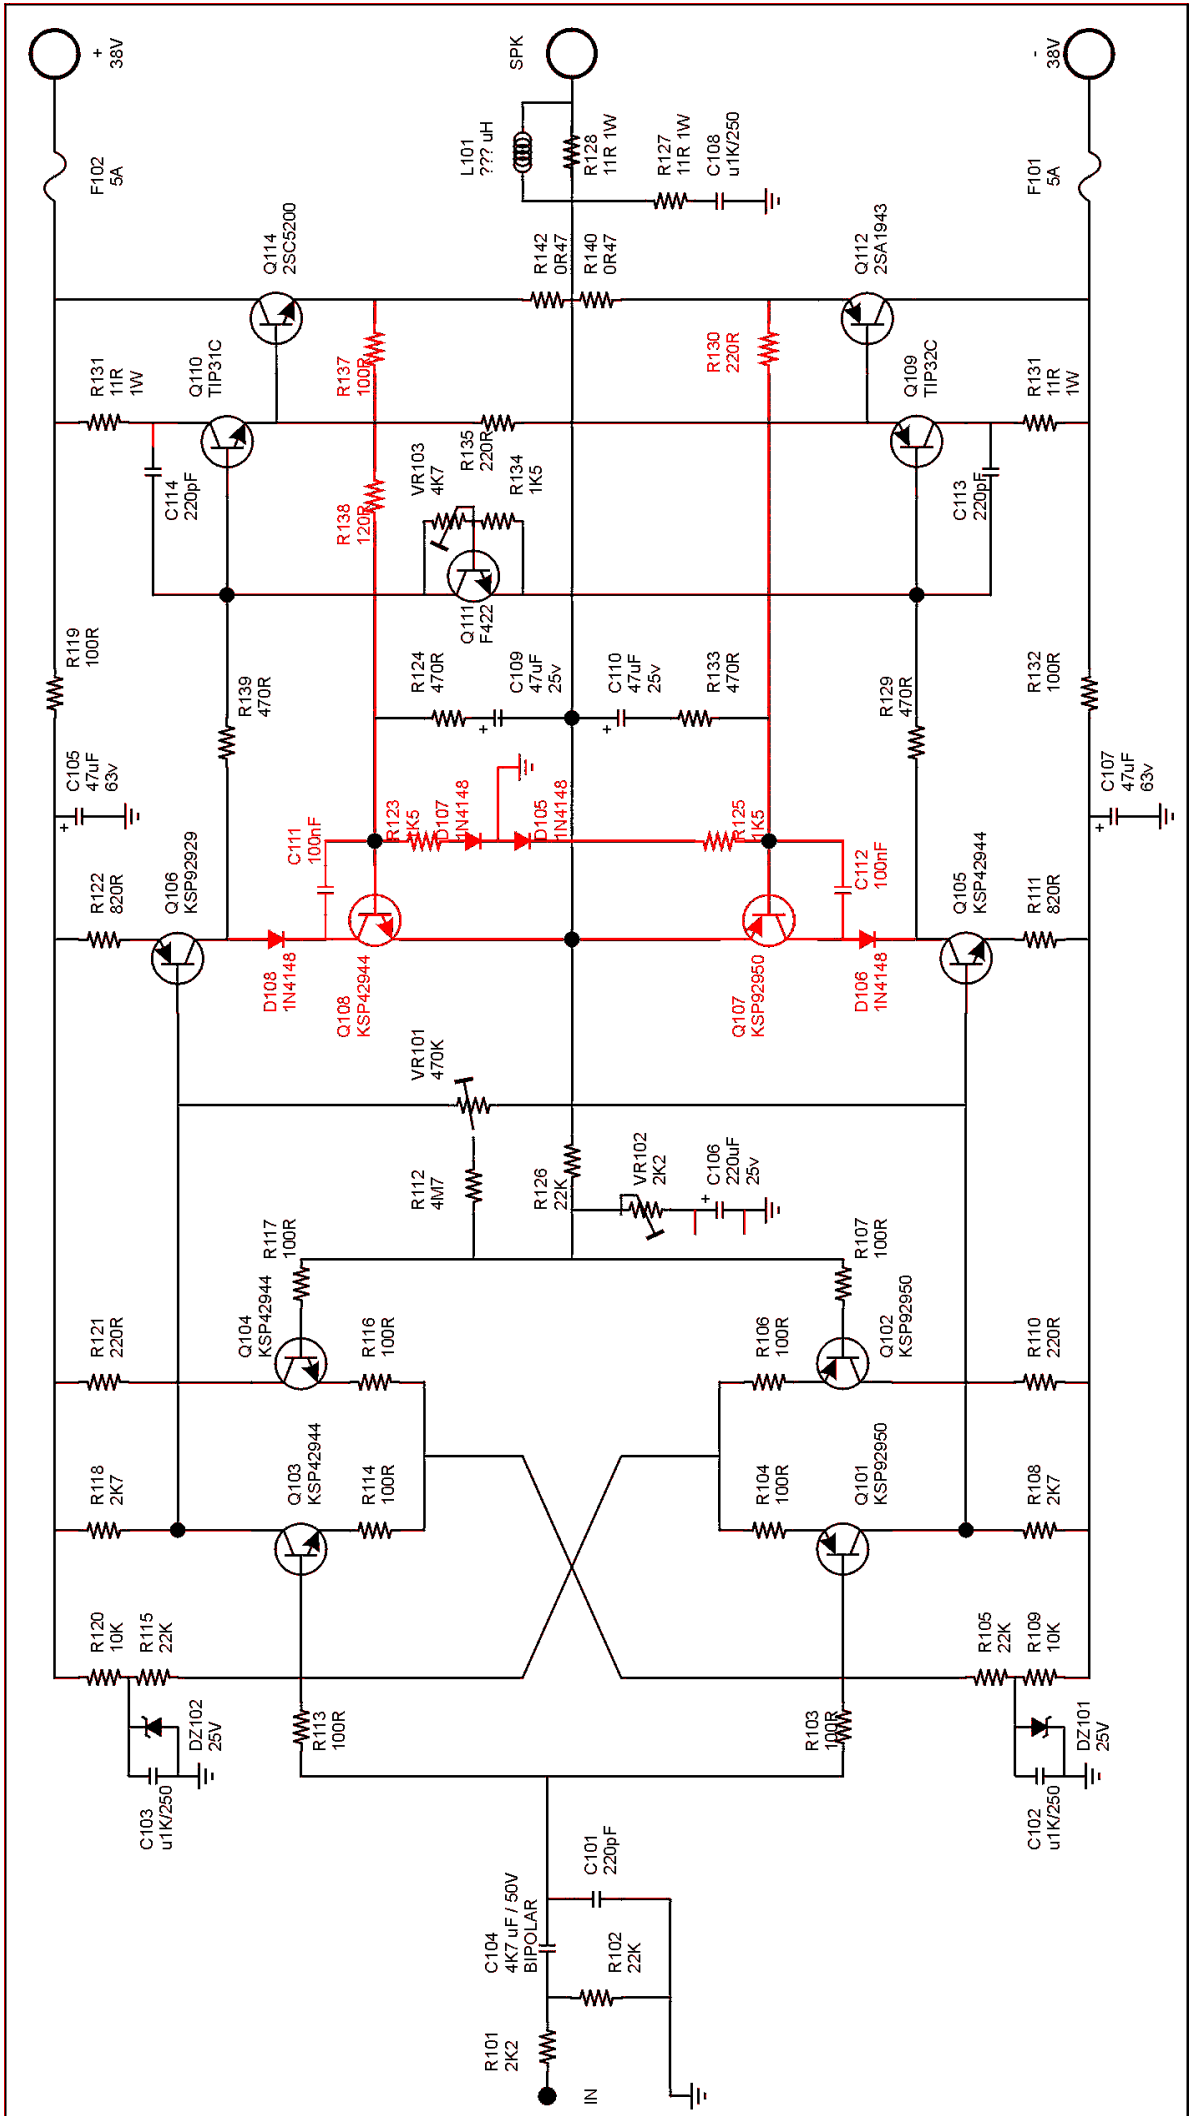 +
38V
SPK
-
38V
F102
5A
L101
??? uH
R128
11R 1W
R127
11R 1W
C108
u1K/250
F101
5A
Q114
2SC5200
R142
0R47
R140
0R47
Q112
2SA1943
R131
11R
1W
Q110
TIP31C
R137
100R
R130
220R
Q109
TIP32C
R131
11R
1W
C114
220pF
R138
120R
VR103
4K7
R135
220R
R134
1K5
C113
220pF
Q111
F422
R119
100R
R139
470R
R124
470R
C109
47uF
25v
C110
47uF
25v
R133
470R
R129
470R
R132
100R
+
+
+
C105
47uF
63v
C111
100nF
R123
1K5
D107
1N4148
D105
1N4148
R125
1K5
C112
100nF
+
C107
47uF
63v
R122
820R
Q106
KSP92929
D108
1N4148
Q108
KSP42944
Q107
KSP92950
D106
1N4148
Q105
KSP42944
R111
820R
VR101
470K
R112
4M7
R126
22K
VR102
2K2
+
C106
220uF
25v
R117
100R
R107
100R
R121
220R
Q104
KSP42944
R116
100R
R106
100R
Q102
KSP92950
R110
220R
R118
2K7
Q103
KSP42944
R114
100R
R104
100R
Q101
KSP92950
R108
2K7
R120
10K
R115
22K
R105
22K
R109
10K
DZ102
25V
R113
100R
R103
100R
DZ101
25V
C103
u1K/250
C102
u1K/250
C101
220pF
C104
4K7 uF / 50V
BIPOLAR
R102
22K
R101
2K2
IN